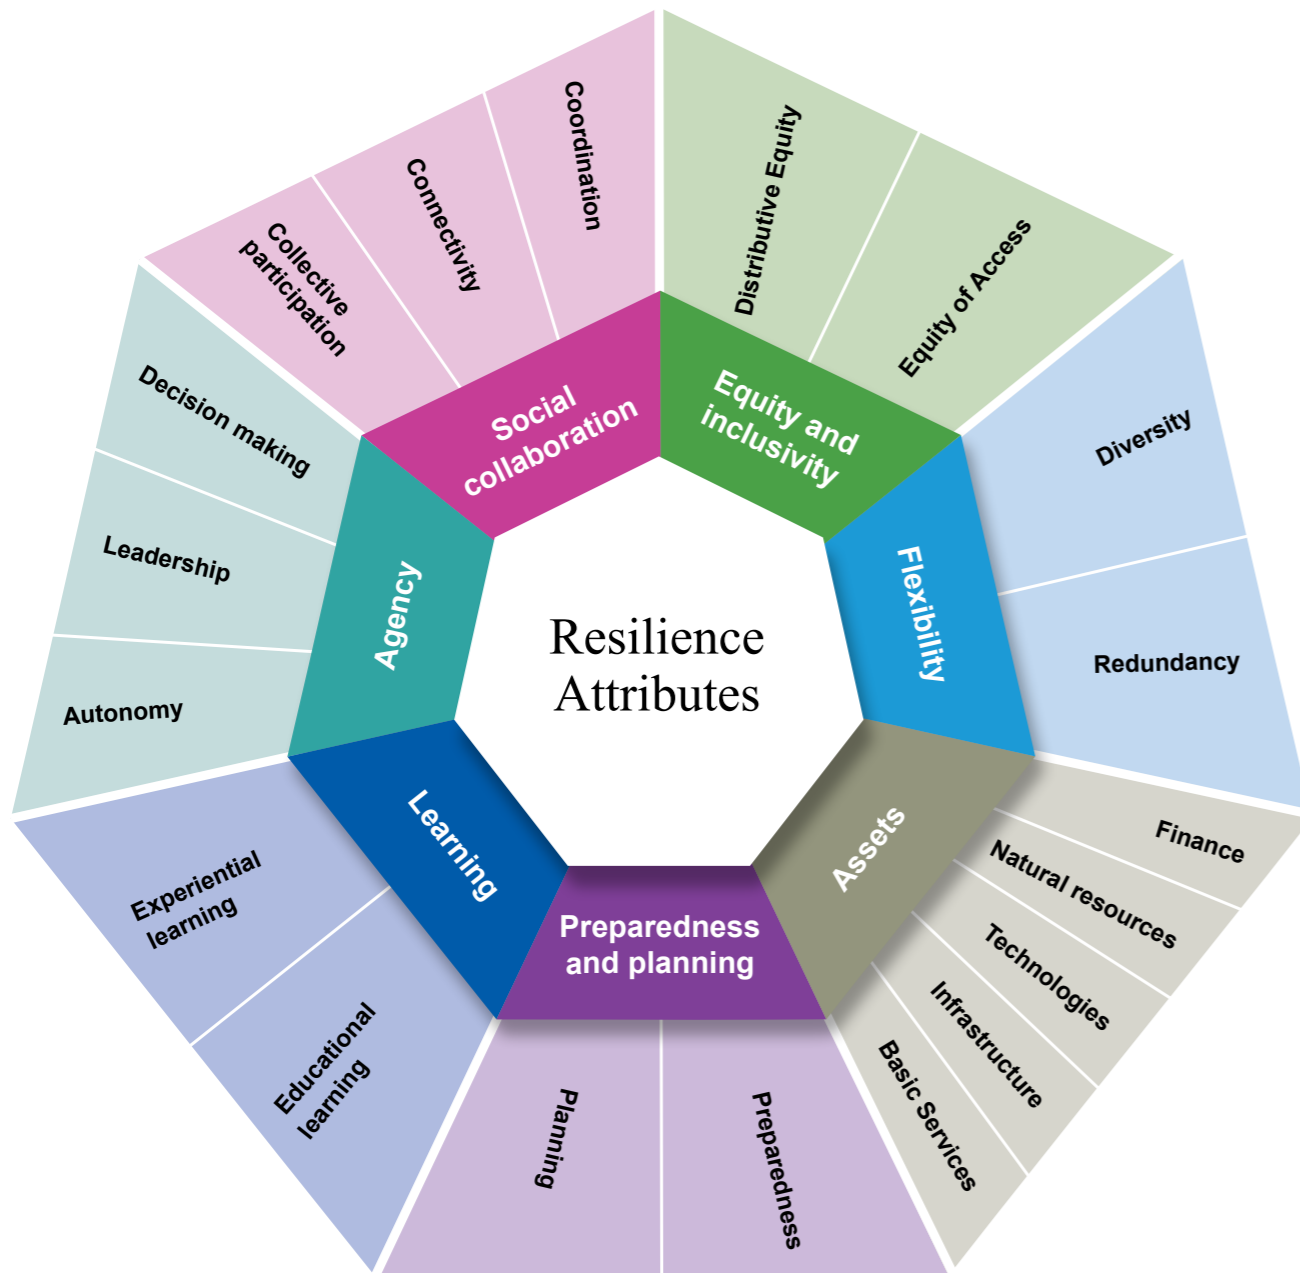 Resilience
Attributes
Equity and
inclusivity
Distributive Equity
Equity of Access
Flexibility
Diversity
Redundancy
Assets
Finance
Natural resources
Technologies
Infrastructure
Basic Services
Preparedness
and planning
Preparedness
Planning
Learning
Educational
learning
Experiential
learning
Agency
Autonomy
Leadership
Decision making
Social
collaboration
Collective
participation
Connectivity
Coordination